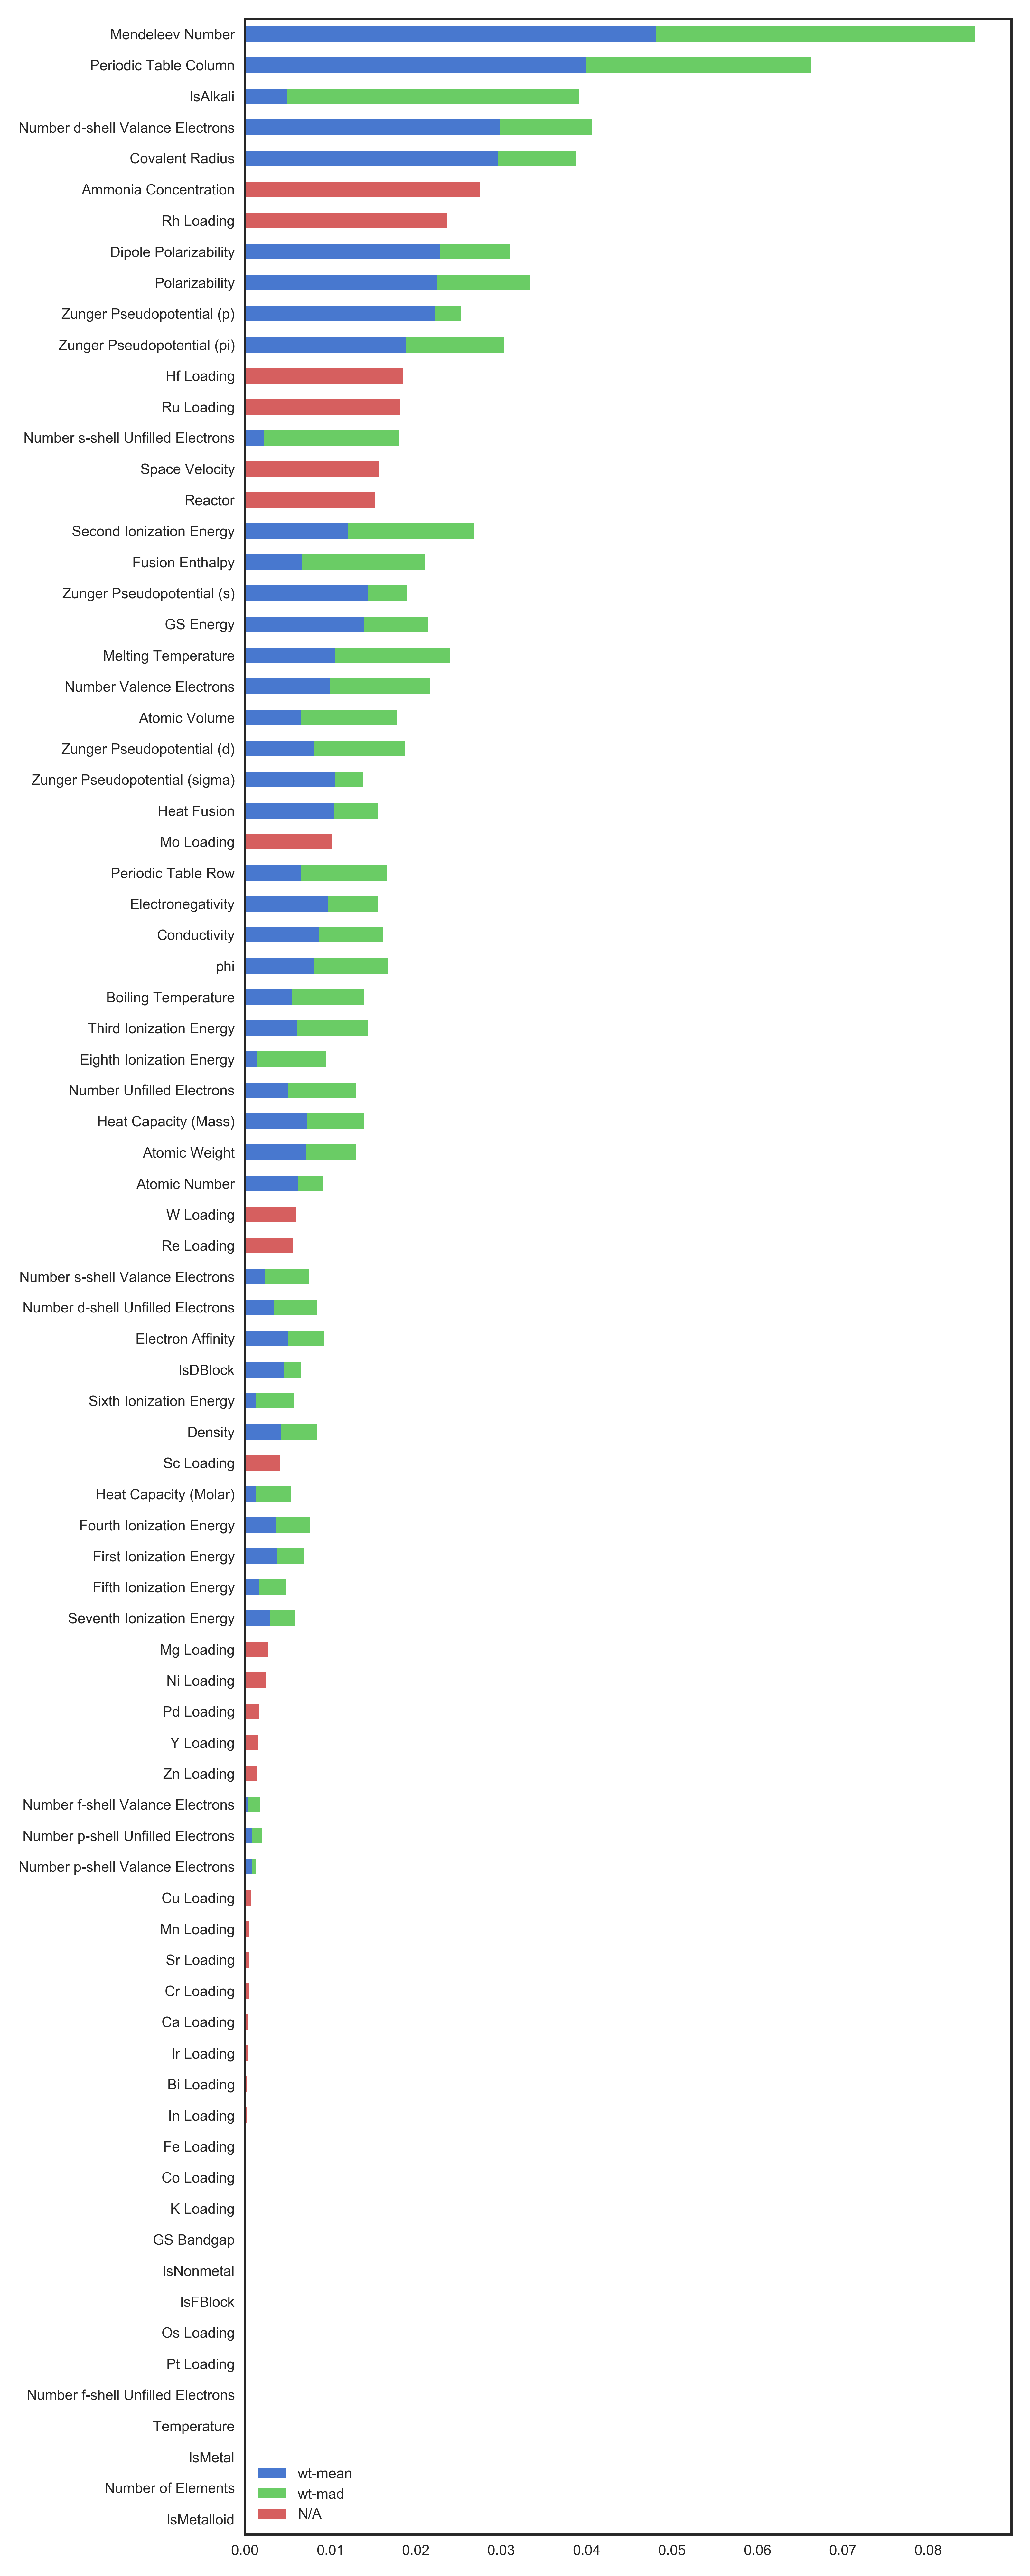 Mendeleev Number
Periodic Table Column
IsAlkali
Number d-shell Valance Electrons
Covalent Radius
Ammonia Concentration
Rh Loading
Dipole Polarizability
Polarizability
Zunger Pseudopotential (p)
Zunger Pseudopotential (pi)
Hf Loading
Ru Loading
Number s-shell Unfilled Electrons
Space Velocity
Reactor
Second Ionization Energy
Fusion Enthalpy
Zunger Pseudopotential (s)
GS Energy
Melting Temperature
Number Valence Electrons
Atomic Volume
Zunger Pseudopotential (d)
Zunger Pseudopotential (sigma)
Heat Fusion
Mo Loading
Periodic Table Row
Electronegativity
Conductivity
phi
Boiling Temperature
Third Ionization Energy
Eighth Ionization Energy
Number Unfilled Electrons
Heat Capacity (Mass)
Atomic Weight
Atomic Number
W Loading
Re Loading
Number s-shell Valance Electrons
Number d-shell Unfilled Electrons
Electron Affinity
IsDBlock
Sixth Ionization Energy
Density
Sc Loading
Heat Capacity (Molar)
Fourth Ionization Energy
First Ionization Energy
Fifth Ionization Energy
Seventh Ionization Energy
Mg Loading
Ni Loading
Pd Loading
Y Loading
Zn Loading
Number f-shell Valance Electrons
Number p-shell Unfilled Electrons
Number p-shell Valance Electrons
Cu Loading
Mn Loading
Sr Loading
Cr Loading
Ca Loading
Ir Loading
Bi Loading
In Loading
Fe Loading
Co Loading
K Loading
GS Bandgap
IsNonmetal
IsFBlock
Os Loading
Pt Loading
Number f-shell Unfilled Electrons
Temperature
IsMetal
Number of Elements
IsMetalloid
wt-mean
wt-mad
N/A
0.00 0.01 0.02 0.03 0.04 0.05 0.06 0.07 0.08